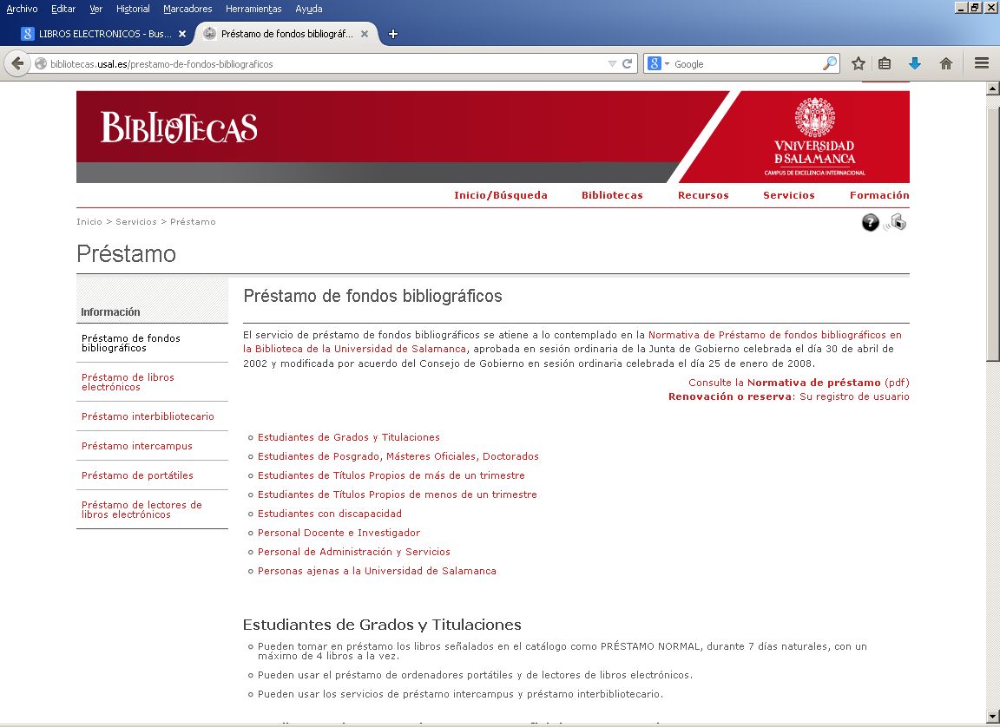 Archivo Editar Ver Historial Marcadores Herramientas Ayuda
LIBROS ELECTRONICOS - Bus... Préstamo de fondos bibliográf...
bibliotecas.usal.es/prestamo-de-fondos-bibliograficos Google
BIBLIOTECAS
VNIVERSIDAD
D SALAMANCA
CAMPUS DE EXCELENCIA INTERNACIONAL
Inicio/Búsqueda Bibliotecas Recursos Servicios Formación
Inicio > Servicios > Préstamo
Préstamo
Información
Préstamo de fondos
bibliográficos
Préstamo de libros
electrónicos
Préstamo interbibliotecario
Préstamo intercampus
Préstamo de portátiles
Préstamo de lectores de
libros electrónicos
Préstamo de fondos bibliográficos
El servicio de préstamo de fondos bibliográficos se atiene a lo contemplado en la Normativa de Préstamo de fondos bibliográficos en
la Biblioteca de la Universidad de Salamanca, aprobada en sesión ordinaria de la Junta de Gobierno celebrada el día 30 de abril de
2002 y modificada por acuerdo del Consejo de Gobierno en sesión ordinaria celebrada el día 25 de enero de 2008.
Consulte la Normativa de préstamo (pdf)
Renovación o reserva: Su registro de usuario
Estudiantes de Grados y Titulaciones
Estudiantes de Posgrado, Másteres Oficiales, Doctorados
Estudiantes de Títulos Propios de más de un trimestre
Estudiantes de Títulos Propios de menos de un trimestre
Estudiantes con discapacidad
Personal Docente e Investigador
Personal de Administración y Servicios
Personas ajenas a la Universidad de Salamanca
Estudiantes de Grados y Titulaciones
Pueden tomar en préstamo los libros señalados en el catálogo como PRÉSTAMO NORMAL, durante 7 días naturales, con un
máximo de 4 libros a la vez.
Pueden usar el préstamo de ordenadores portátiles y de lectores de libros electrónicos.
Pueden usar los servicios de préstamo intercampus y préstamo interbibliotecario.